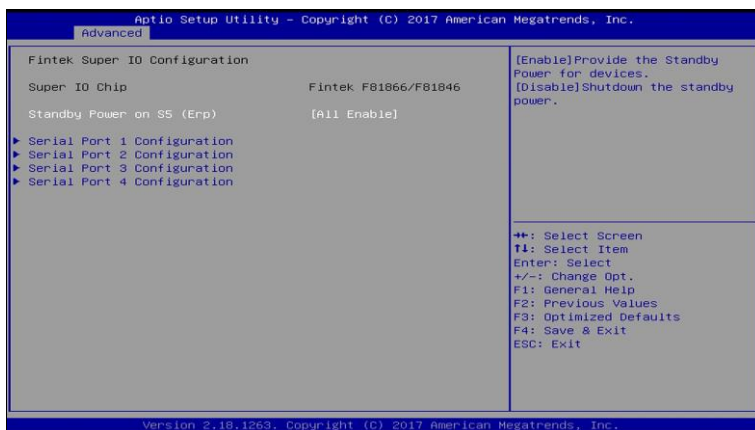 Aptio Setup Utility – Copyright (C) 2017 American Megatrends, Inc.
Advanced
Fintek Super IO Configuration
Super IO Chip Fintek F81866/F81846
Standby Power on S5 (Erp) [All Enable]
Serial Port 1 Configuration
Serial Port 2 Configuration
Serial Port 3 Configuration
Serial Port 4 Configuration
[Enable]Provide the Standby
Power for devices.
[Disable]Shutdown the standby
power.
→←: Select Screen
↑↓: Select Item
Enter: Select
+/-: Change Opt.
F1: General Help
F2: Previous Values
F3: Optimized Defaults
F4: Save & Exit
ESC: Exit
Version 2.18.1263. Copyright (C) 2017 American Megatrends, Inc.